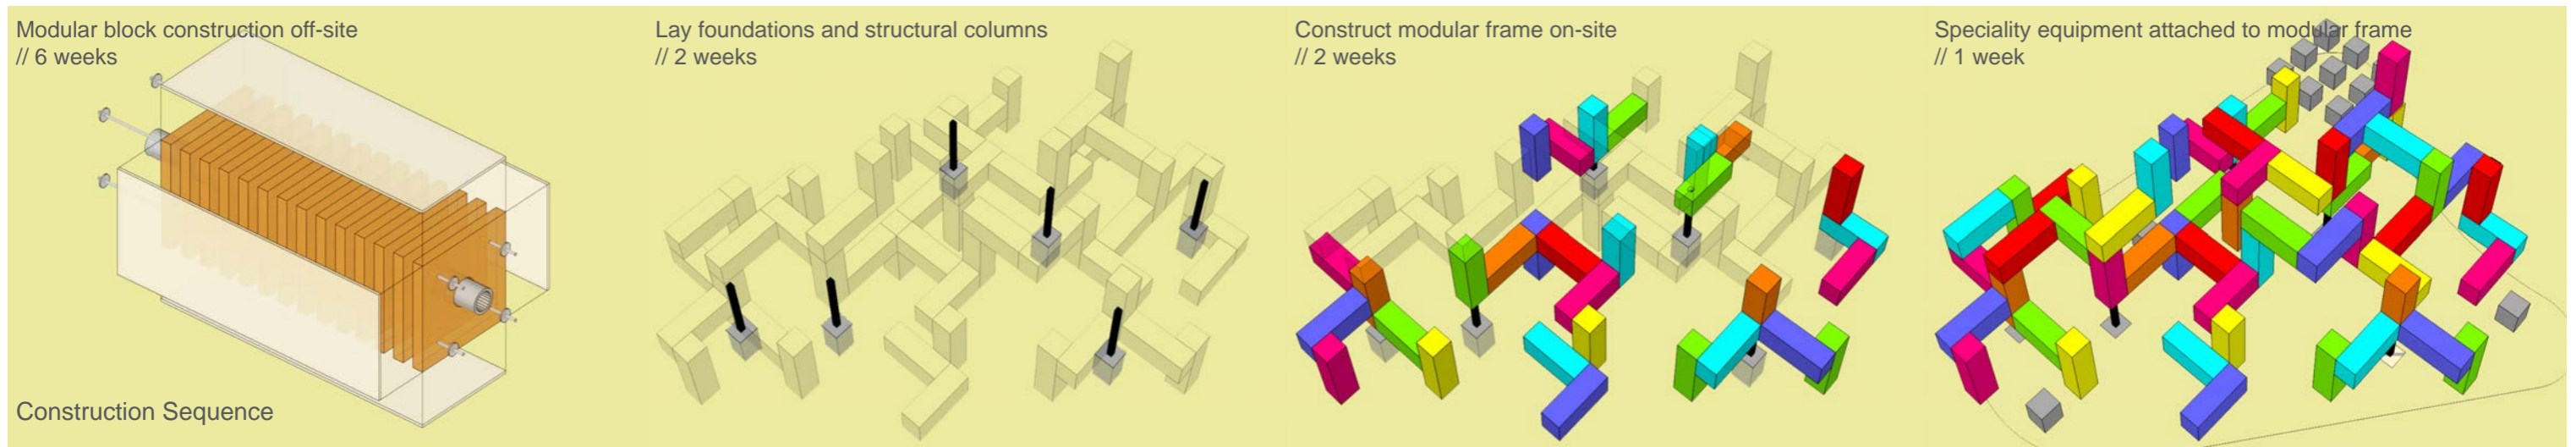 Modular block construction off-site
// 6 weeks
Lay foundations and structural columns
// 2 weeks
Construct modular frame on-site
// 2 weeks
Speciality equipment attached to modular frame
// 1 week
Construction Sequence